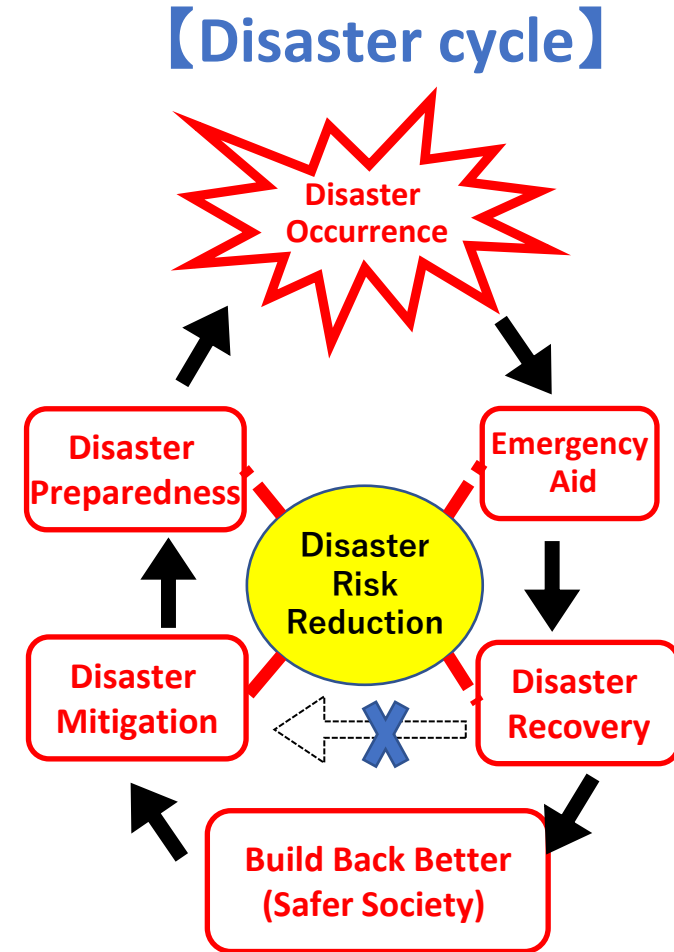 【Disaster cycle】
Disaster
Occurrence
Disaster
Preparedness
Emergency
Aid
Disaster
Risk
Reduction
Disaster
Mitigation
Disaster
Recovery
Build Back Better
(Safer Society)